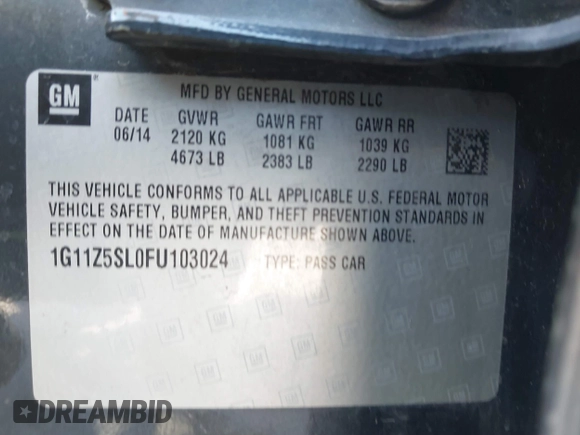 GM
MFD BY GENERAL MOTORS LLC
DATE GVWR GAWR FRT GAWR RR
06/14 2120 KG 1081 KG 1039 KG
4673 LB 2383 LB 2290 LB
THIS VEHICLE CONFORMS TO ALL APPLICABLE U.S. FEDERAL MOTOR
VEHICLE SAFETY, BUMPER, AND THEFT PREVENTION STANDARDS IN
EFFECT ON THE DATE OF MANUFACTURE SHOWN ABOVE.
1G11Z5SL0FU103024 TYPE: PASS CAR
DREAMBID